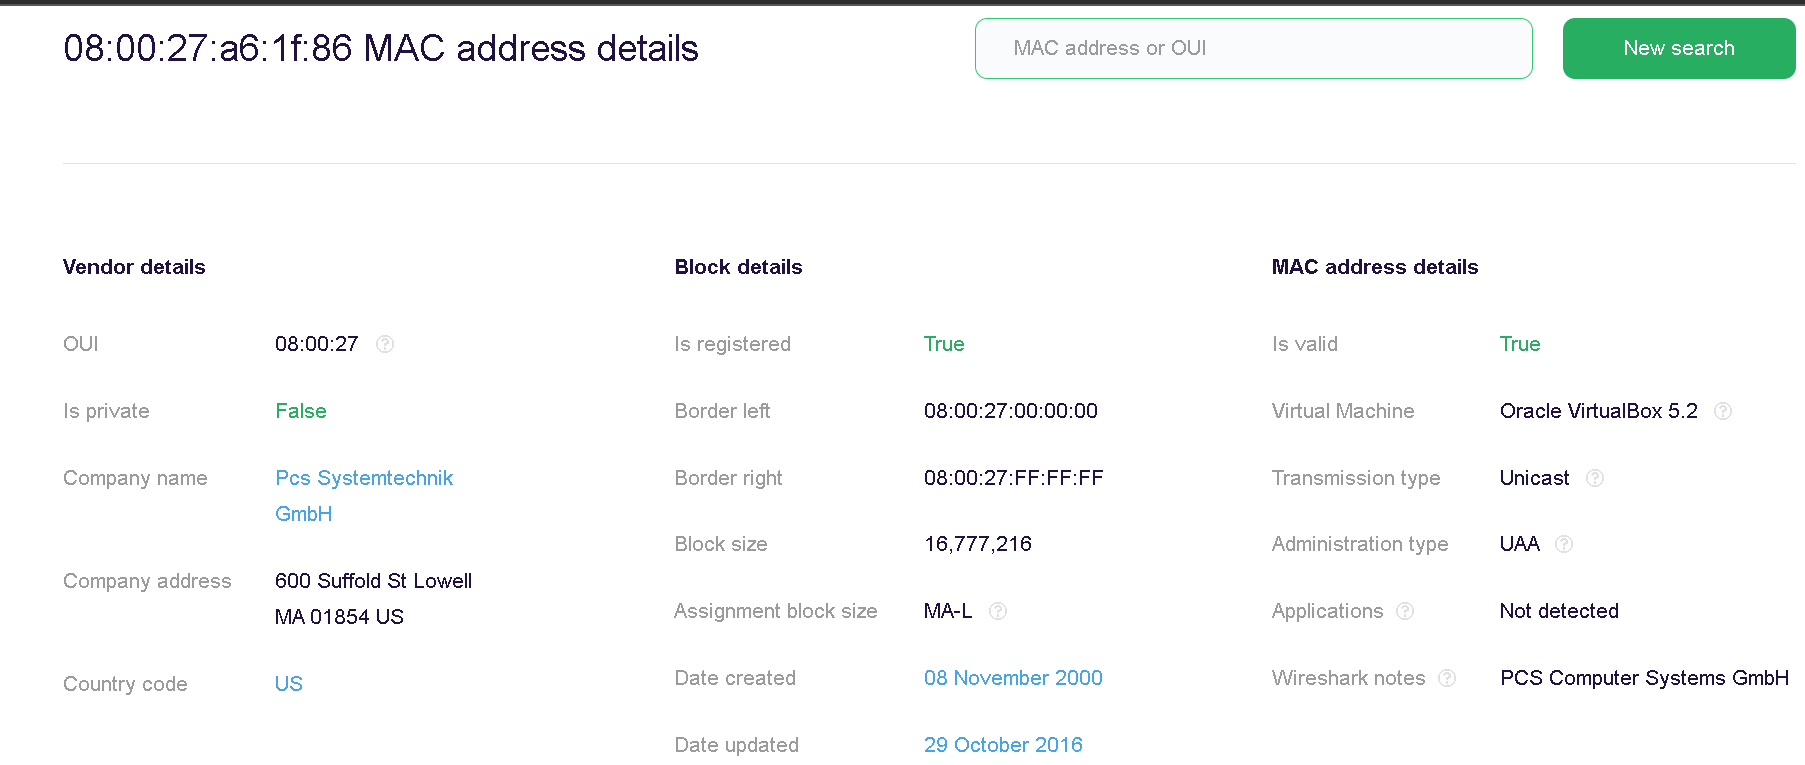 08:00:27:a6:1f:86 MAC address details
MAC address or OUI
New search
Vendor details
OUI
08:00:27
Is private
False
Company name
Pcs Systemtechnik
GmbH
Company address
600 Suffold St Lowell
MA 01854 US
Country code
US
Block details
Is registered
True
Border left
08:00:27:00:00:00
Border right
08:00:27:FF:FF:FF
Block size
16,777,216
Assignment block size
MA-L
Date created
08 November 2000
Date updated
29 October 2016
MAC address details
Is valid
True
Virtual Machine
Oracle VirtualBox 5.2
Transmission type
Unicast
Administration type
UAA
Applications
Not detected
Wireshark notes
PCS Computer Systems GmbH